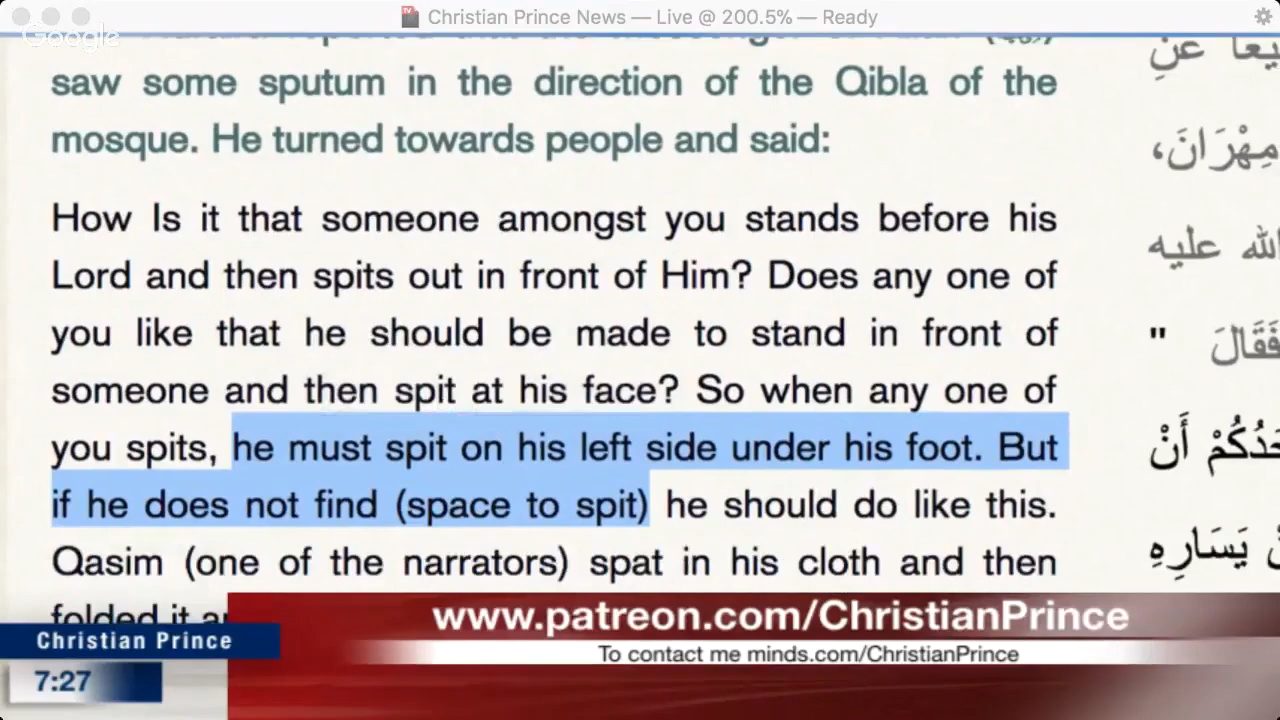 Christian Prince News — Live @ 200.5% — Ready
Google
saw some sputum in the direction of the Qibla of the
mosque. He turned towards people and said:
How Is it that someone amongst you stands before his
Lord and then spits out in front of Him? Does any one of
you like that he should be made to stand in front of
someone and then spit at his face? So when any one of
you spits, he must spit on his left side under his foot. But
if he does not find (space to spit) he should do like this.
Qasim (one of the narrators) spat in his cloth and then
folded it
عَنِ
مِهْرَانَ،
الله عليه
فَقَالَ "
أَنْ
يَسَارِهِ
www.patreon.com/ChristianPrince
Christian Prince
To contact me minds.com/ChristianPrince
7:27